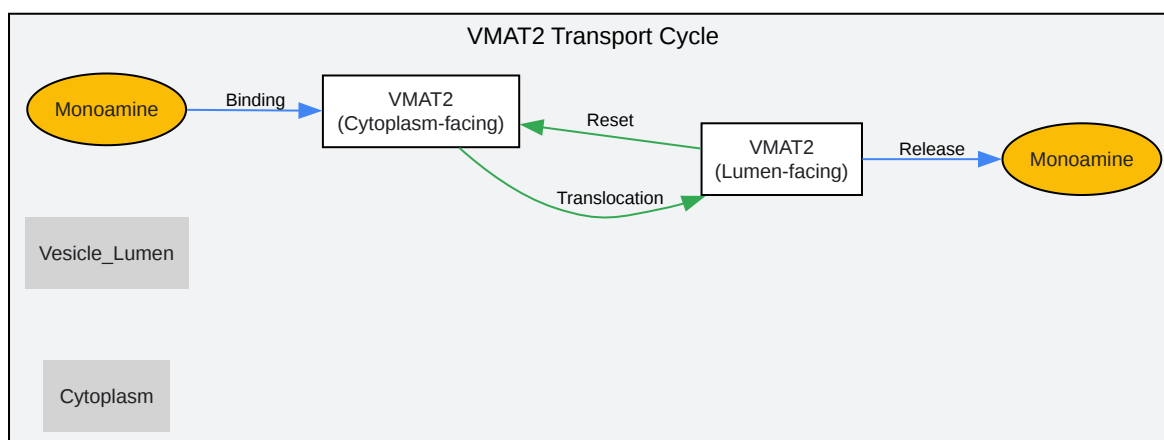 VMAT2 Transport Cycle
Monoamine
Binding
VMAT2
(Cytoplasm-facing)
Reset
Translocation
VMAT2
(Lumen-facing)
Release
Monoamine
Vesicle_Lumen
Cytoplasm